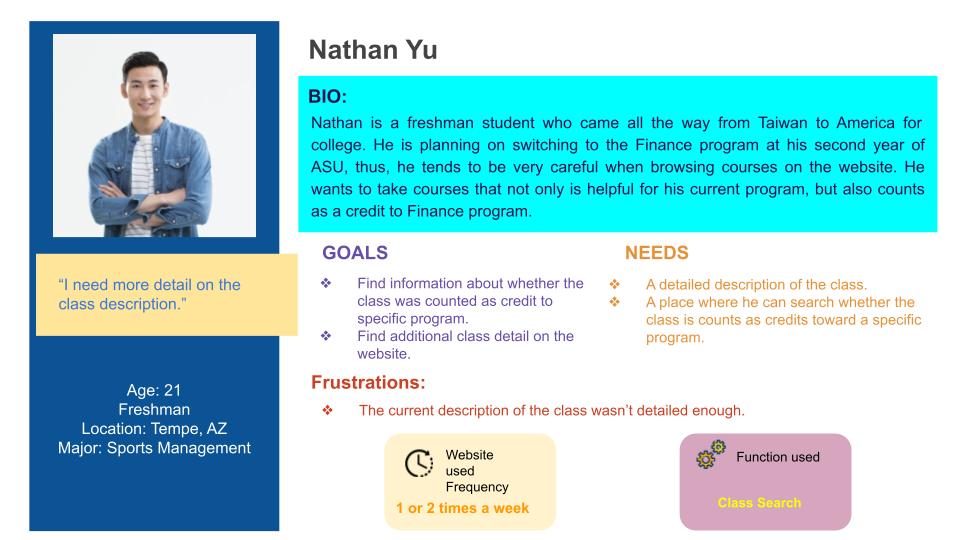 Nathan Yu
BIO:
Nathan is a freshman student who came all the way from Taiwan to America for
college. He is planning on switching to the Finance program at his second year of
ASU, thus, he tends to be very careful when browsing courses on the website. He
wants to take courses that not only is helpful for his current program, but also counts
as a credit to Finance program.
“I need more detail on the
class description.”
Age: 21
Freshman
Location: Tempe, AZ
Major: Sports Management
GOALS
❖ Find information about whether the
class was counted as credit to
specific program.
❖ Find additional class detail on the
website.
NEEDS
❖ A detailed description of the class.
❖ A place where he can search whether the
class is counts as credits toward a specific
program.
Frustrations:
❖ The current description of the class wasn’t detailed enough.
Website
used
Frequency
1 or 2 times a week
Function used
Class Search